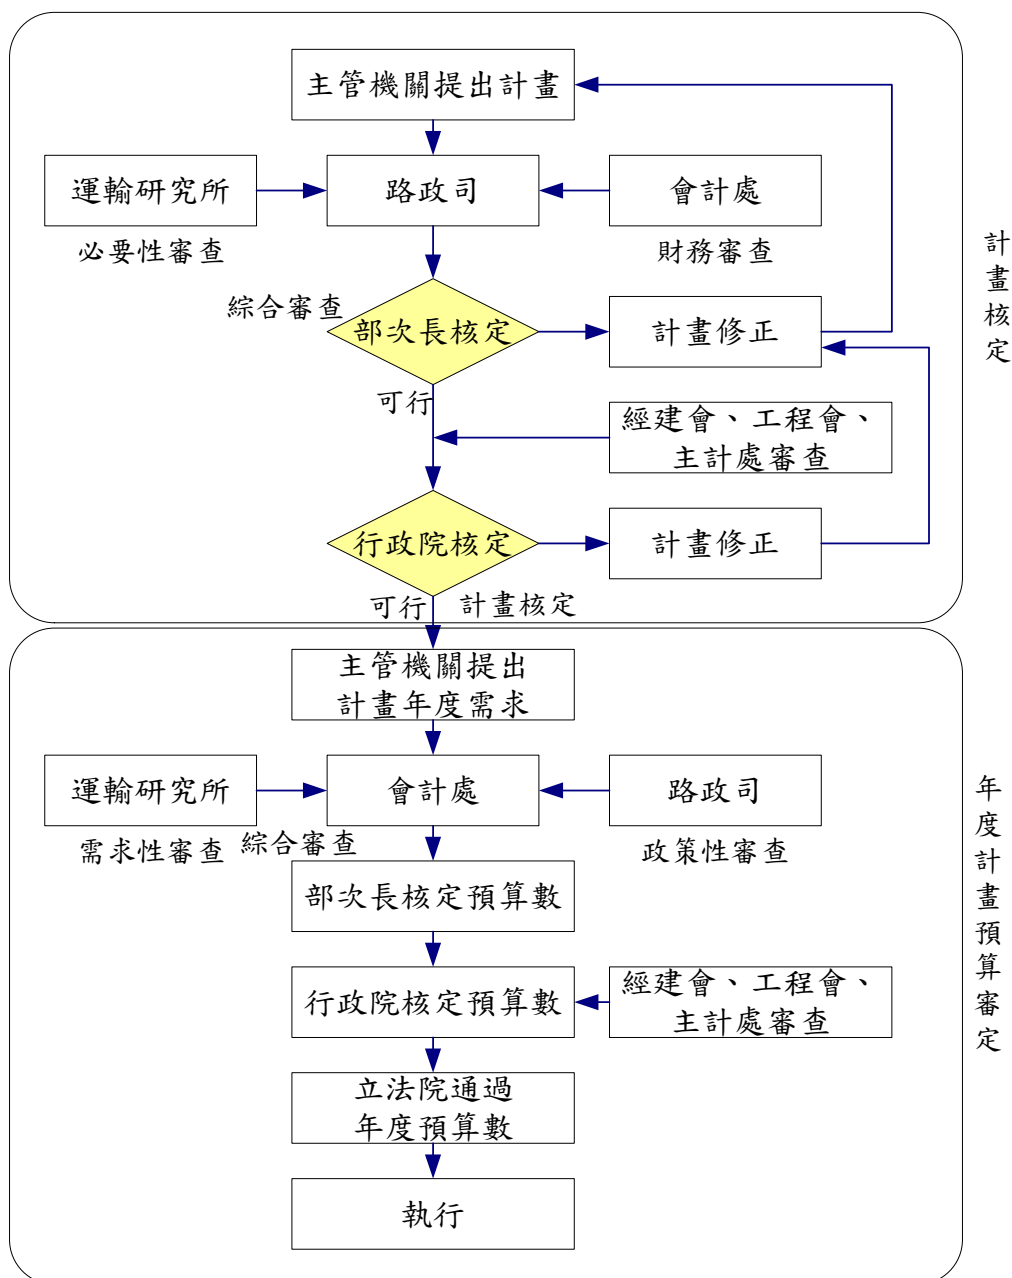 主管機關提出計畫
運輸研究所
路政司
會計處
必要性審查
財務審查
綜合審查
部次長核定
計畫修正
可行
經建會、工程會、
主計處審查
行政院核定
計畫修正
可行
計畫核定
計畫核定
主管機關提出
計畫年度需求
運輸研究所
會計處
路政司
需求性審查
綜合審查
政策性審查
部次長核定預算數
行政院核定預算數
經建會、工程會、
主計處審查
立法院通過
年度預算數
執行
年度計畫預算審定